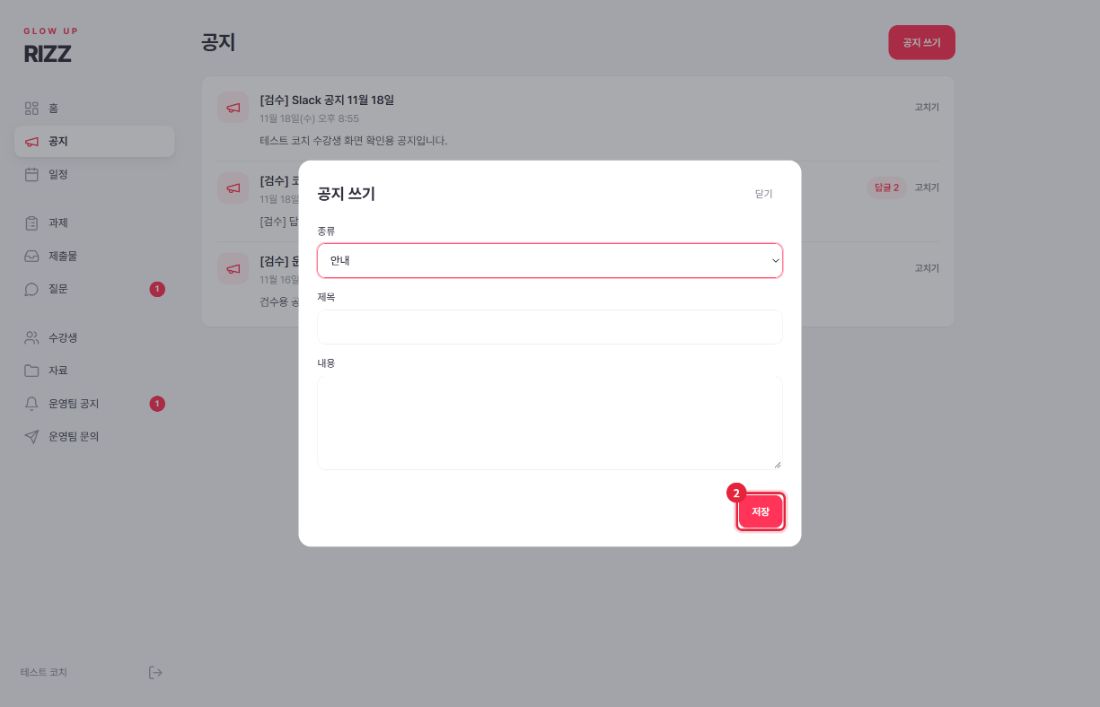 GLOW UP
RIZZ
홈
공지
일정
과제
제출물
질문 1
수강생
자료
운영팀 공지 1
운영팀 문의
테스트 코치
공지
공지 쓰기
[검수] Slack 공지 11월 18일
고치기
11월 18일(수) 오후 8:55
테스트 코치 수강생 화면 확인용 공지입니다.
[검수]
답글 2 고치기
11월 18일
[검수] 답
[검수]
고치기
11월 16일
검수용 공
공지 쓰기
닫기
종류
안내
제목
내용
2
저장